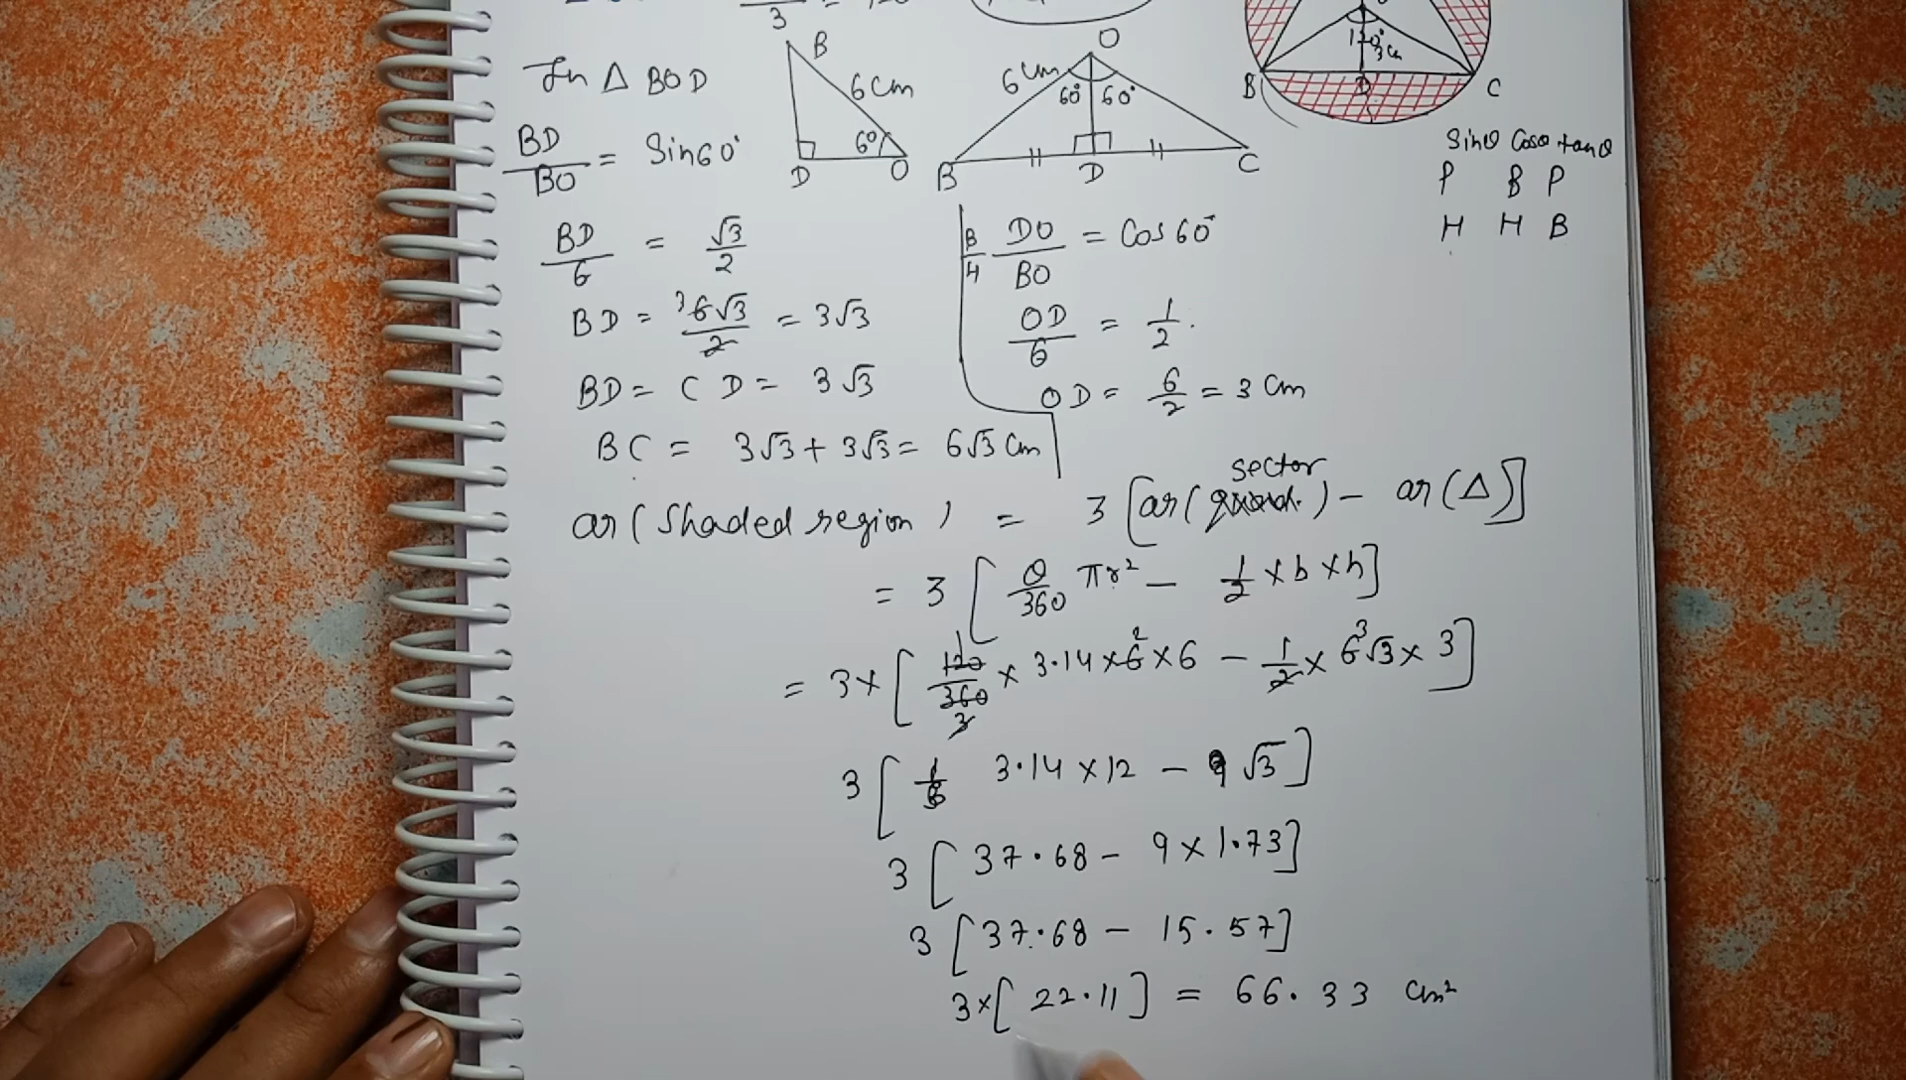 3
In △ BOD
B
6 Cm
60
D
O
O
6 Cm
60° 60°
B
D
C
120°
3 Cm
B
D
C
BD/BO = Sin60°
Sinθ Cosθ tanθ
P B P
H H B
BD/6 = √3/2
B/H DO/BO = Cos 60°
BD = 6√3/2 = 3√3
OD/6 = 1/2.
BD = CD = 3√3
OD = 6/2 = 3 Cm
BC = 3√3 + 3√3 = 6√3 Cm
ar ( Shaded region ) = 3 [ar( sector ) - ar (△)]
= 3 [ θ/360 πr² - 1/2 × b × h]
= 3× [ 120/360 × 3.14 × 6 × 6 - 1/2 × 6√3 × 3 ]
3 [ 3.14 × 12 - 9 √3 ]
3 [ 37.68 - 9 × 1.73]
3 [ 37.68 - 15.57]
3×[ 22.11 ] = 66.33 Cm²